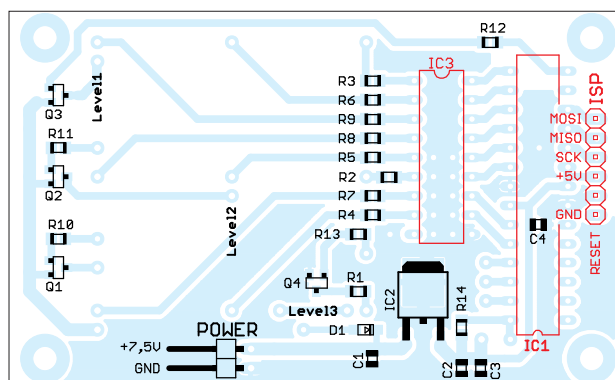 R12
Level1
IC3
ISP
R3
R6
Q3
R9
MOSI
R8
MISO
R11
R5
SCK
R2
+5V
Q2
R7
R4
GND
Level2
R13
C4
R10
RESET
Q1
Q4
R1
IC2
R14
Level3
POWER
D1
IC1
+7,5V
GND
C1
C2
C3